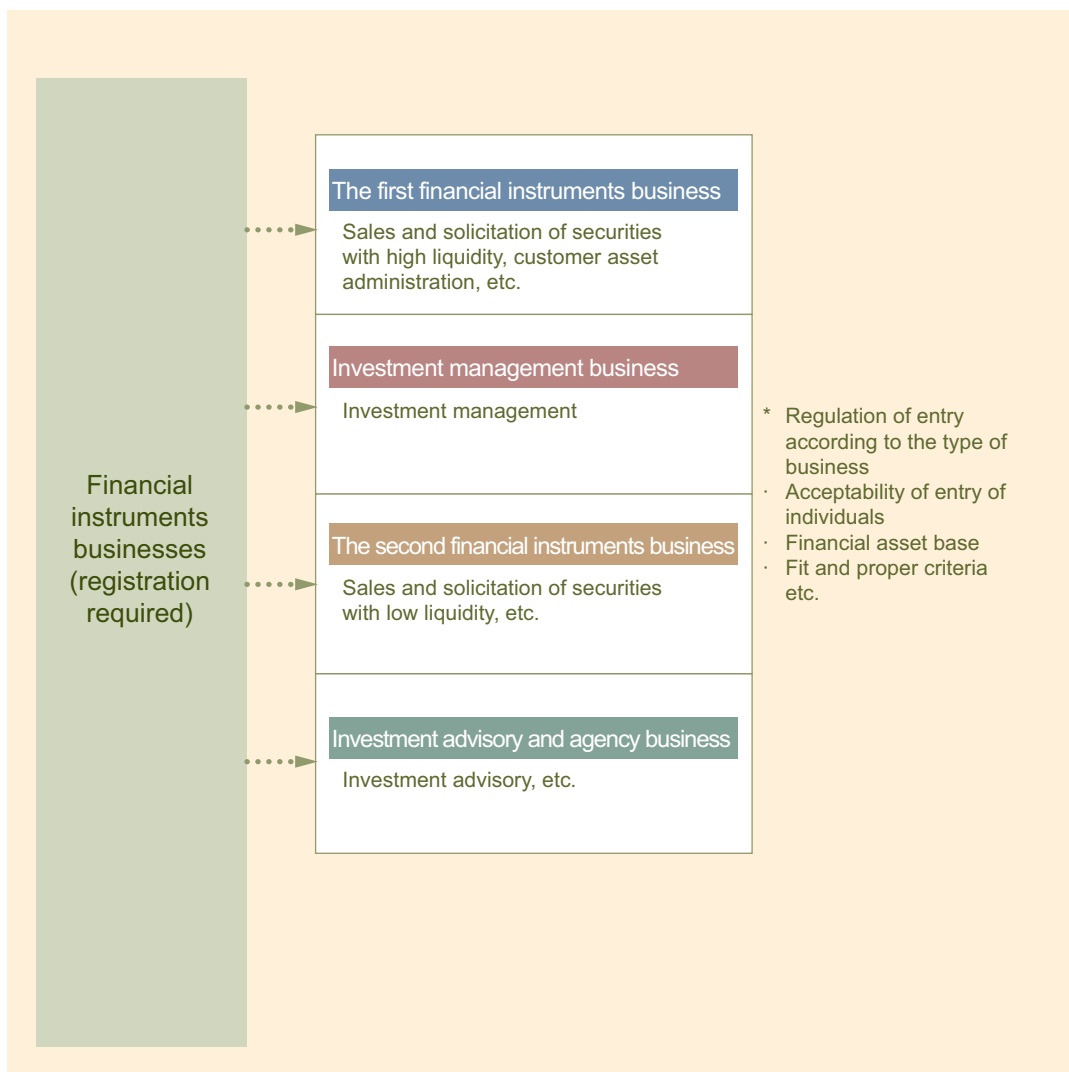 Financial
instruments
businesses
(registration
required)
The first financial instruments business
Sales and solicitation of securities
with high liquidity, customer asset
administration, etc.
Investment management business
Investment management
The second financial instruments business
Sales and solicitation of securities
with low liquidity, etc.
Investment advisory and agency business
Investment advisory, etc.
* Regulation of entry
according to the type of
business
· Acceptability of entry of
individuals
· Financial asset base
· Fit and proper criteria
etc.